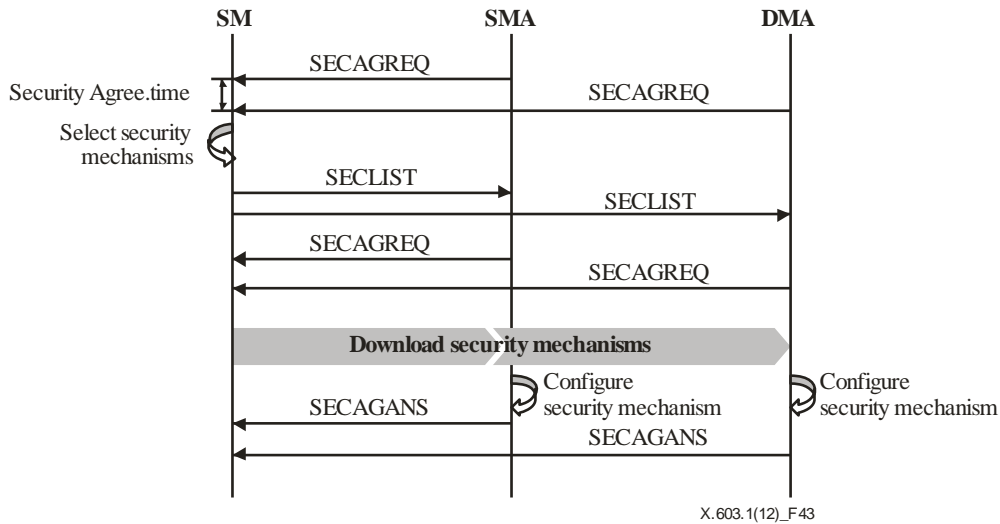 SM SMA DMA
SECAGREQ
SECAGREQ
Security Agree.time
Select security
mechanisms
SECLIST
SECLIST
SECAGREQ
SECAGREQ
Download security mechanisms
Configure
security mechanism
Configure
security mechanism
SECAGANS
SECAGANS
X.603.1(12)_F43